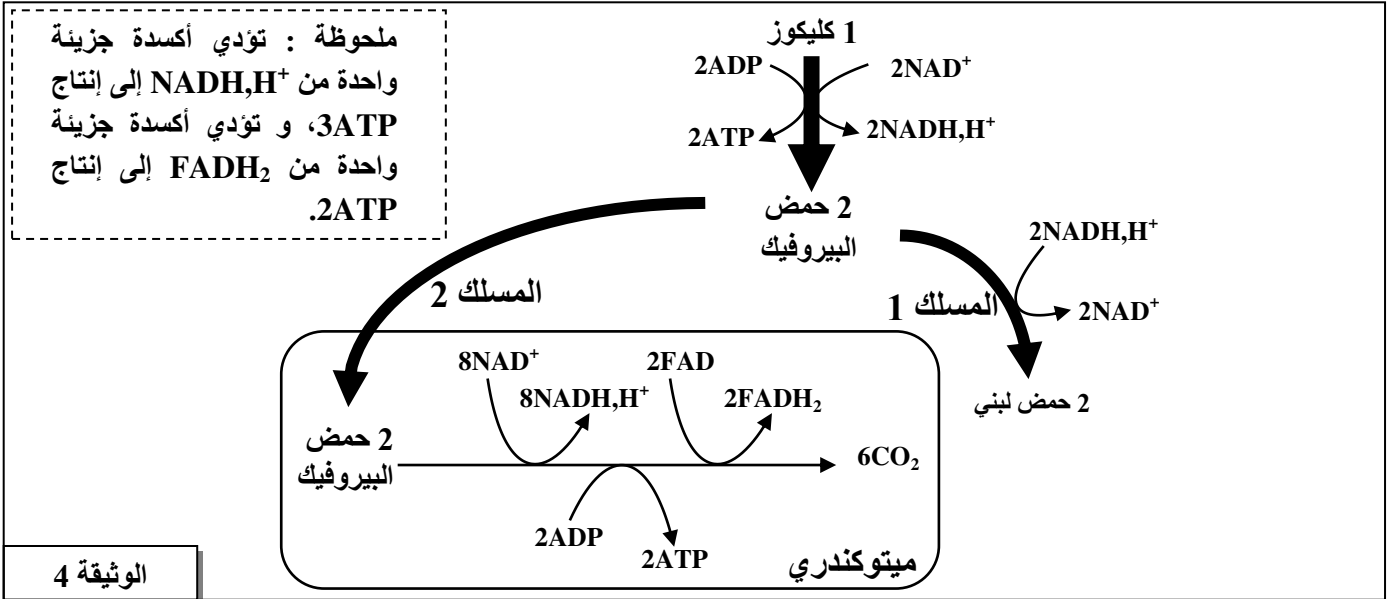 ملحوظة : تؤدي أكسدة جزيئة
واحدة من NADH,H⁺ إلى إنتاج
3ATP، و تؤدي أكسدة جزيئة
واحدة من FADH₂ إلى إنتاج
2ATP.
1 كليكوز
2ADP
2NAD⁺
2ATP
2NADH,H⁺
2 حمض
البيروفيك
2NADH,H⁺
المسلك 2
المسلك 1
2NAD⁺
8NAD⁺
2FAD
8NADH,H⁺
2FADH₂
2 حمض لبني
2 حمض
البيروفيك
6CO₂
2ADP
2ATP
ميتوكندري
الوثيقة 4